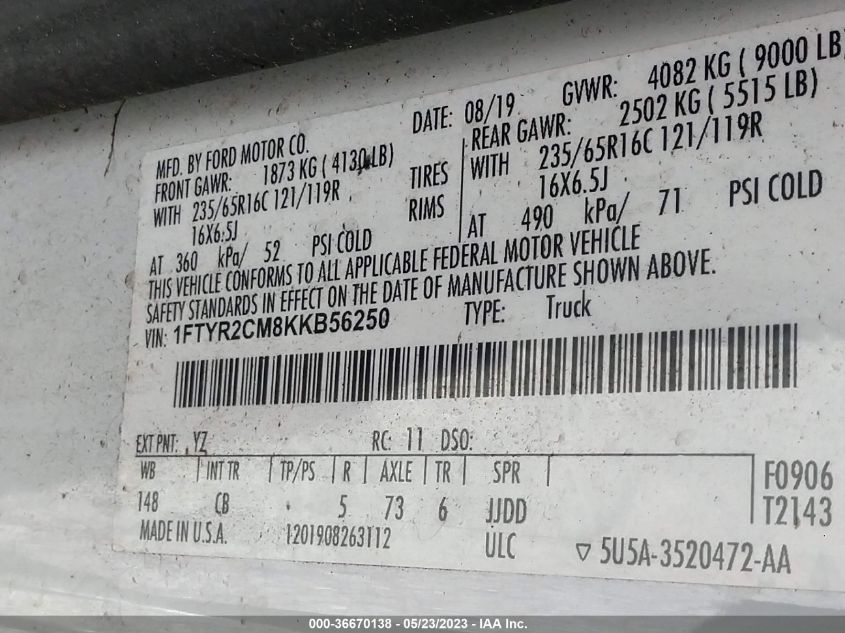 MFD. BY FORD MOTOR CO.
DATE: 08/19
GVWR: 4082 KG ( 9000 LB)
FRONT GAWR: 1873 KG ( 4130 LB)
REAR GAWR: 2502 KG ( 5515 LB)
WITH 235/65R16C 121/119R
TIRES
WITH 235/65R16C 121/119R
16X6.5J
RIMS
16X6.5J
AT 360 kPa/ 52 PSI COLD
AT 490 kPa/ 71 PSI COLD
THIS VEHICLE CONFORMS TO ALL APPLICABLE FEDERAL MOTOR VEHICLE
SAFETY STANDARDS IN EFFECT ON THE DATE OF MANUFACTURE SHOWN ABOVE.
VIN: 1FTYR2CM8KKB56250
TYPE: Truck
EXT PNT: YZ RC: 11 DSO:
WB INT TR TP/PS R AXLE TR SPR
F0906
148 CB . 5 73 6 JJDD
T2143
MADE IN U.S.A. 1201908263112
ULC 5U5A-3520472-AA
000-36670138 - 05/23/2023 - IAA Inc.